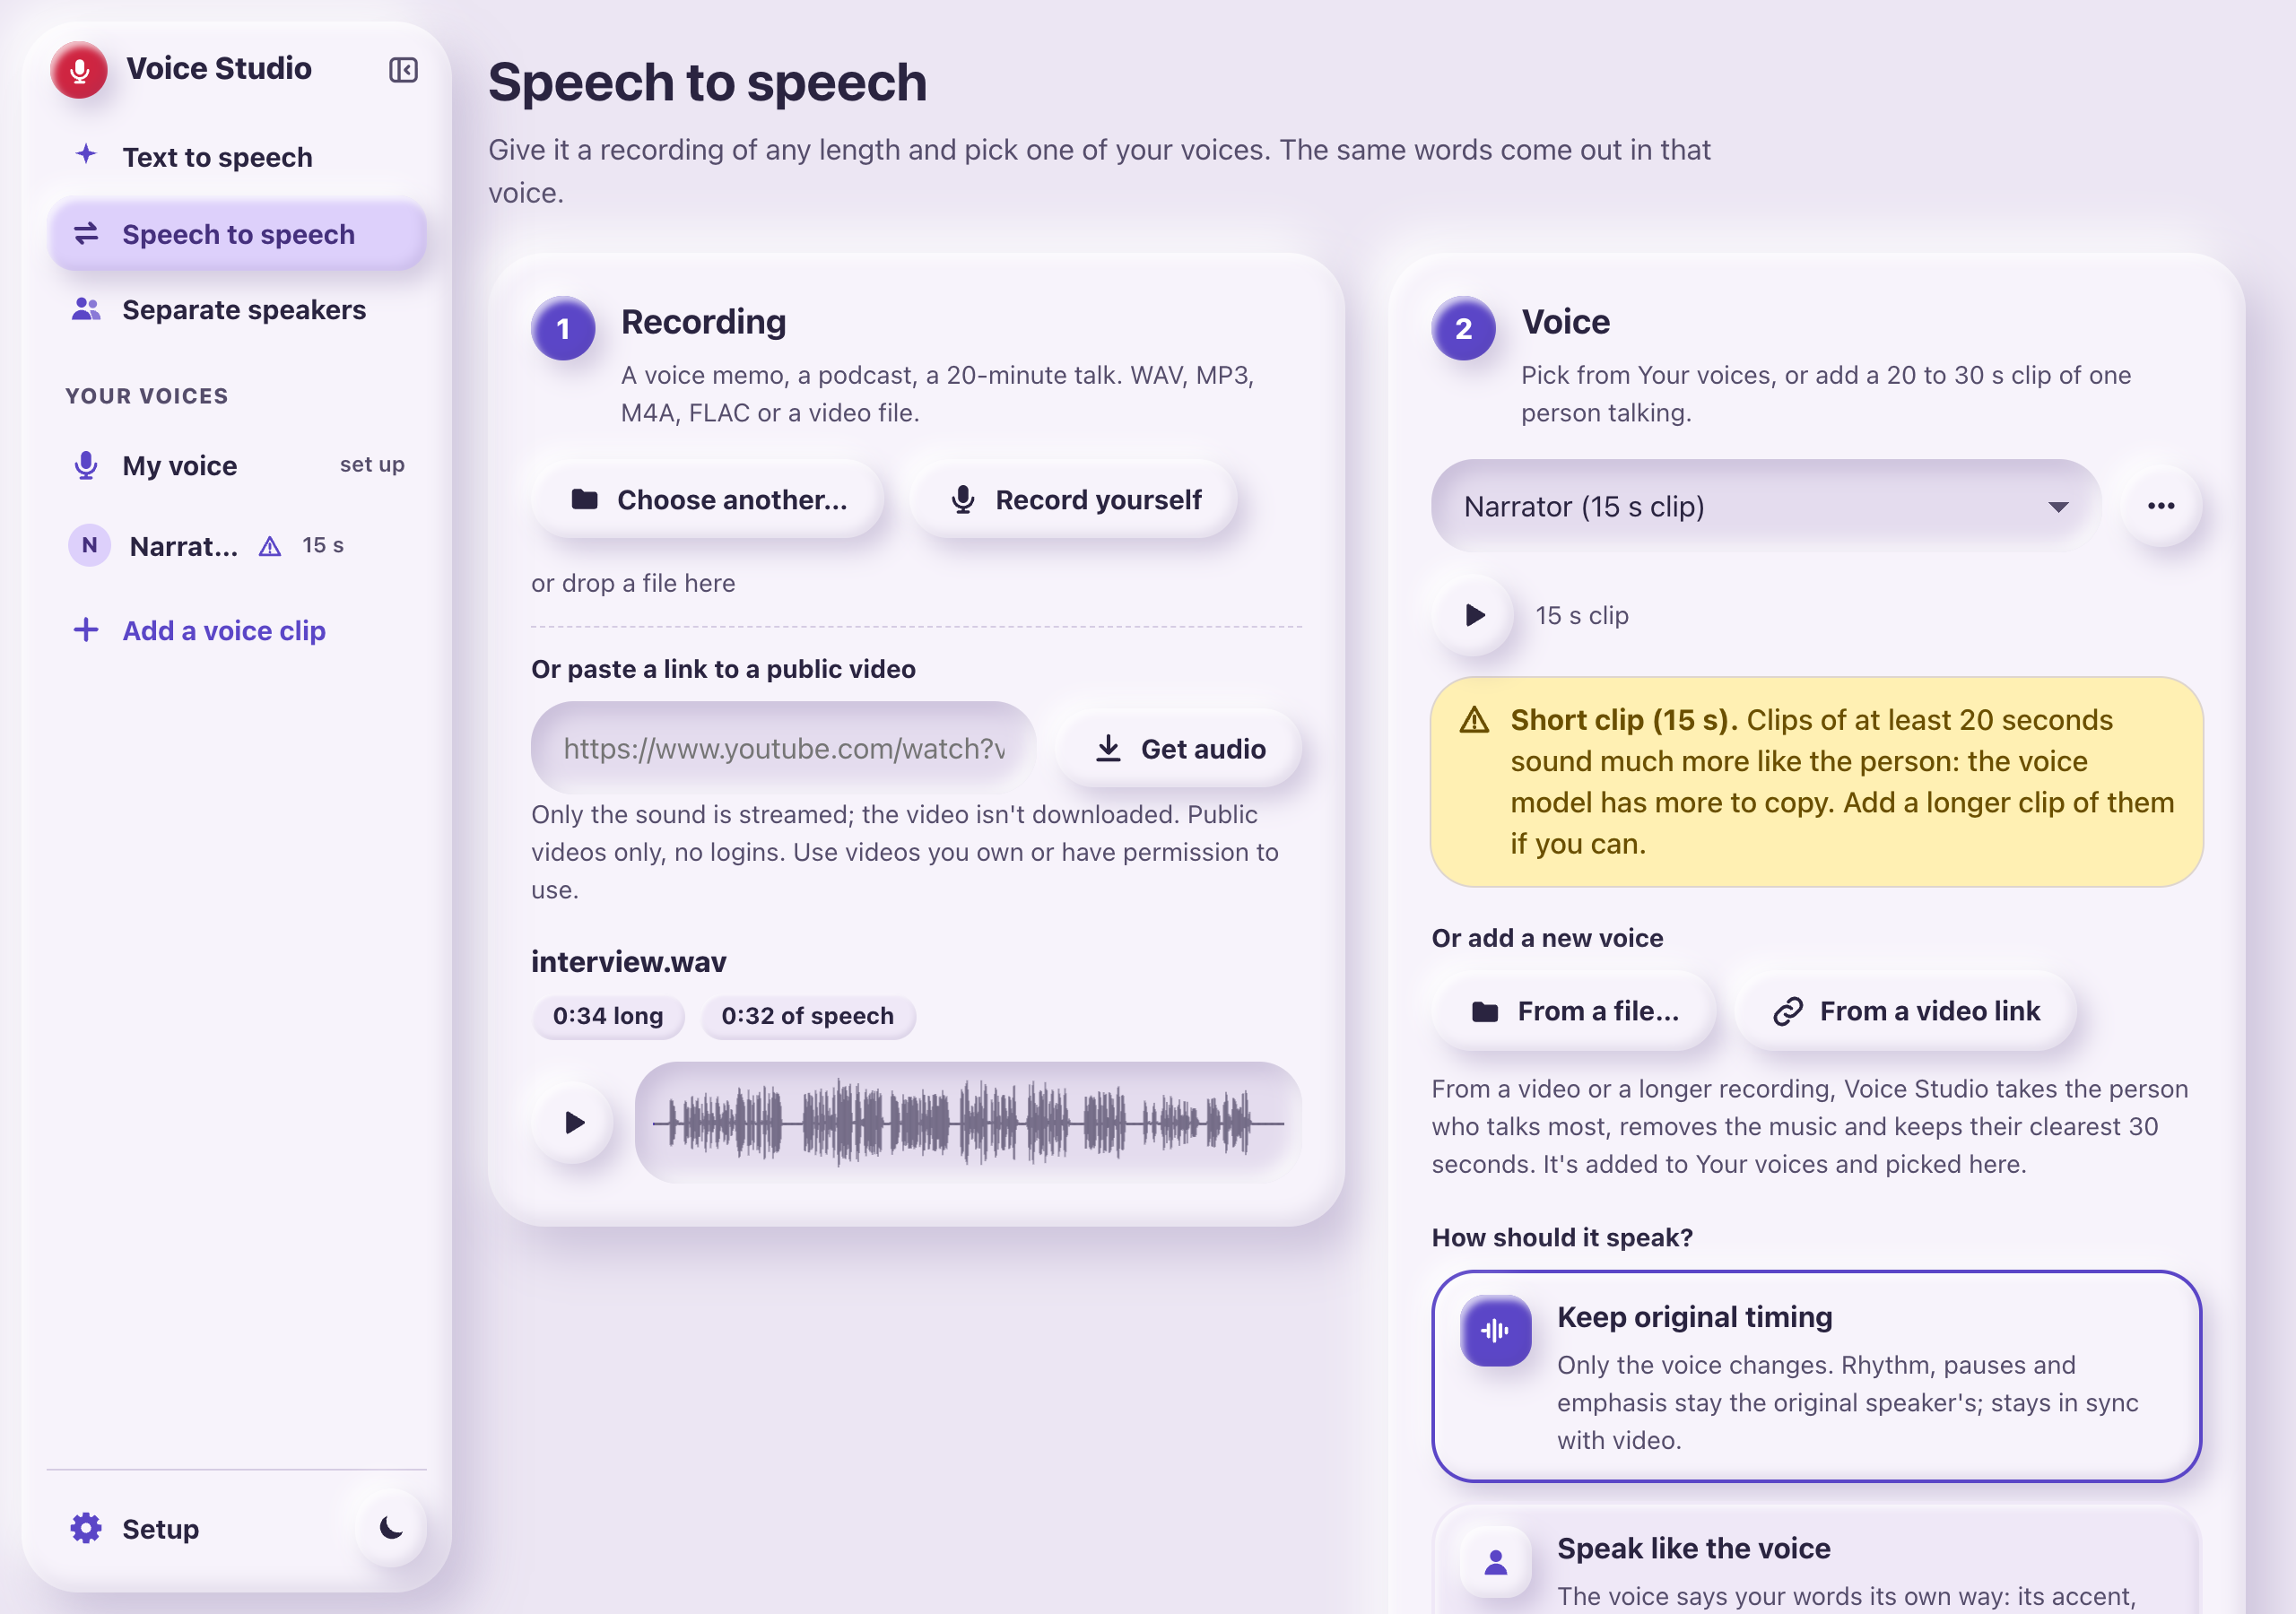 Voice Studio
Text to speech
Speech to speech
Separate speakers
YOUR VOICES
My voice
set up
N
Narrat...
15 s
Add a voice clip
Setup
Speech to speech
Give it a recording of any length and pick one of your voices. The same words come out in that
voice.
1
Recording
A voice memo, a podcast, a 20-minute talk. WAV, MP3,
M4A, FLAC or a video file.
Choose another...
Record yourself
or drop a file here
Or paste a link to a public video
https://www.youtube.com/watch?v
Get audio
Only the sound is streamed; the video isn't downloaded. Public
videos only, no logins. Use videos you own or have permission to
use.
interview.wav
0:34 long
0:32 of speech
2
Voice
Pick from Your voices, or add a 20 to 30 s clip of one
person talking.
Narrator (15 s clip)
15 s clip
Short clip (15 s). Clips of at least 20 seconds
sound much more like the person: the voice
model has more to copy. Add a longer clip of them
if you can.
Or add a new voice
From a file...
From a video link
From a video or a longer recording, Voice Studio takes the person
who talks most, removes the music and keeps their clearest 30
seconds. It's added to Your voices and picked here.
How should it speak?
Keep original timing
Only the voice changes. Rhythm, pauses and
emphasis stay the original speaker's; stays in sync
with video.
Speak like the voice
The voice says your words its own way: its accent,